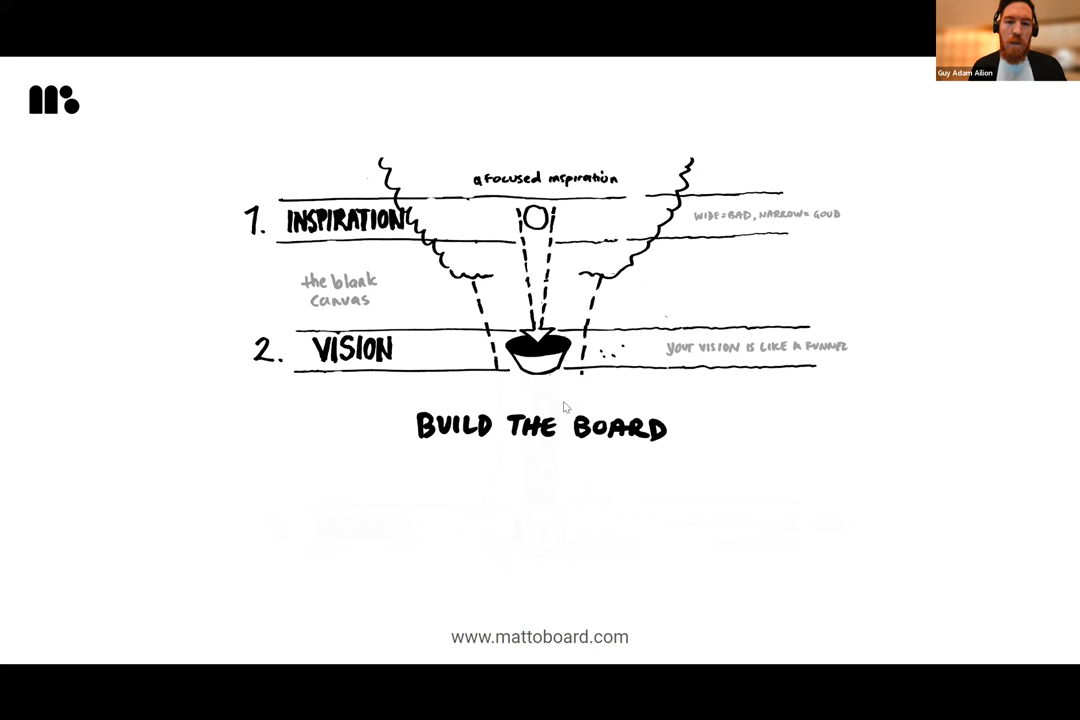 Guy Adam Ailion
a focused inspiration
1. INSPIRATION
WIDE=BAD, NARROW=GOOD
the blank
canvas
2. VISION
YOUR VISION IS LIKE A FUNNEL
BUILD THE BOARD
www.mattoboard.com